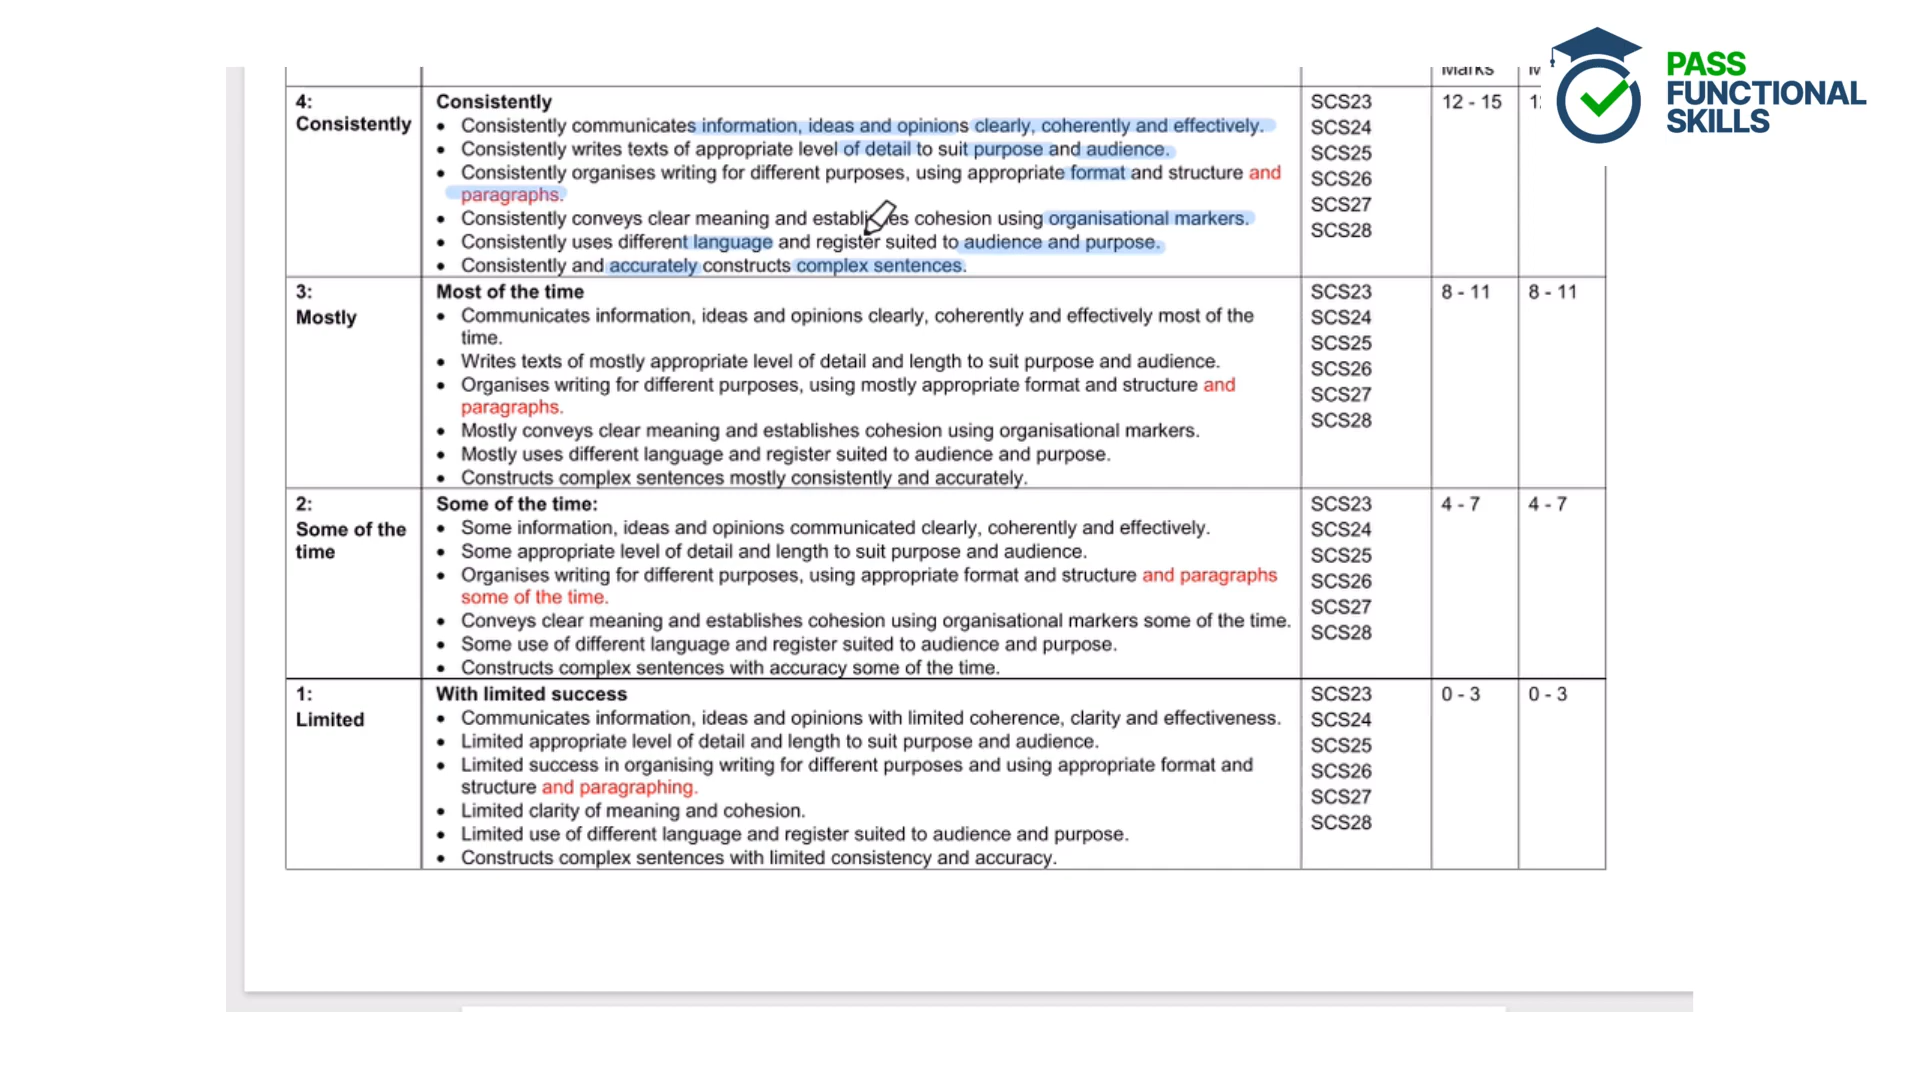 PASS
FUNCTIONAL
SKILLS
Marks
4:
Consistently
Consistently
• Consistently communicates information, ideas and opinions clearly, coherently and effectively.
• Consistently writes texts of appropriate level of detail to suit purpose and audience.
• Consistently organises writing for different purposes, using appropriate format and structure and
paragraphs.
• Consistently conveys clear meaning and establishes cohesion using organisational markers.
• Consistently uses different language and register suited to audience and purpose.
• Consistently and accurately constructs complex sentences.
SCS23
SCS24
SCS25
SCS26
SCS27
SCS28
12 - 15
3:
Mostly
Most of the time
• Communicates information, ideas and opinions clearly, coherently and effectively most of the
time.
• Writes texts of mostly appropriate level of detail and length to suit purpose and audience.
• Organises writing for different purposes, using mostly appropriate format and structure and
paragraphs.
• Mostly conveys clear meaning and establishes cohesion using organisational markers.
• Mostly uses different language and register suited to audience and purpose.
• Constructs complex sentences mostly consistently and accurately.
SCS23
SCS24
SCS25
SCS26
SCS27
SCS28
8 - 11
8 - 11
2:
Some of the
time
Some of the time:
• Some information, ideas and opinions communicated clearly, coherently and effectively.
• Some appropriate level of detail and length to suit purpose and audience.
• Organises writing for different purposes, using appropriate format and structure and paragraphs
some of the time.
• Conveys clear meaning and establishes cohesion using organisational markers some of the time.
• Some use of different language and register suited to audience and purpose.
• Constructs complex sentences with accuracy some of the time.
SCS23
SCS24
SCS25
SCS26
SCS27
SCS28
4 - 7
4 - 7
1:
Limited
With limited success
• Communicates information, ideas and opinions with limited coherence, clarity and effectiveness.
• Limited appropriate level of detail and length to suit purpose and audience.
• Limited success in organising writing for different purposes and using appropriate format and
structure and paragraphing.
• Limited clarity of meaning and cohesion.
• Limited use of different language and register suited to audience and purpose.
• Constructs complex sentences with limited consistency and accuracy.
SCS23
SCS24
SCS25
SCS26
SCS27
SCS28
0 - 3
0 - 3